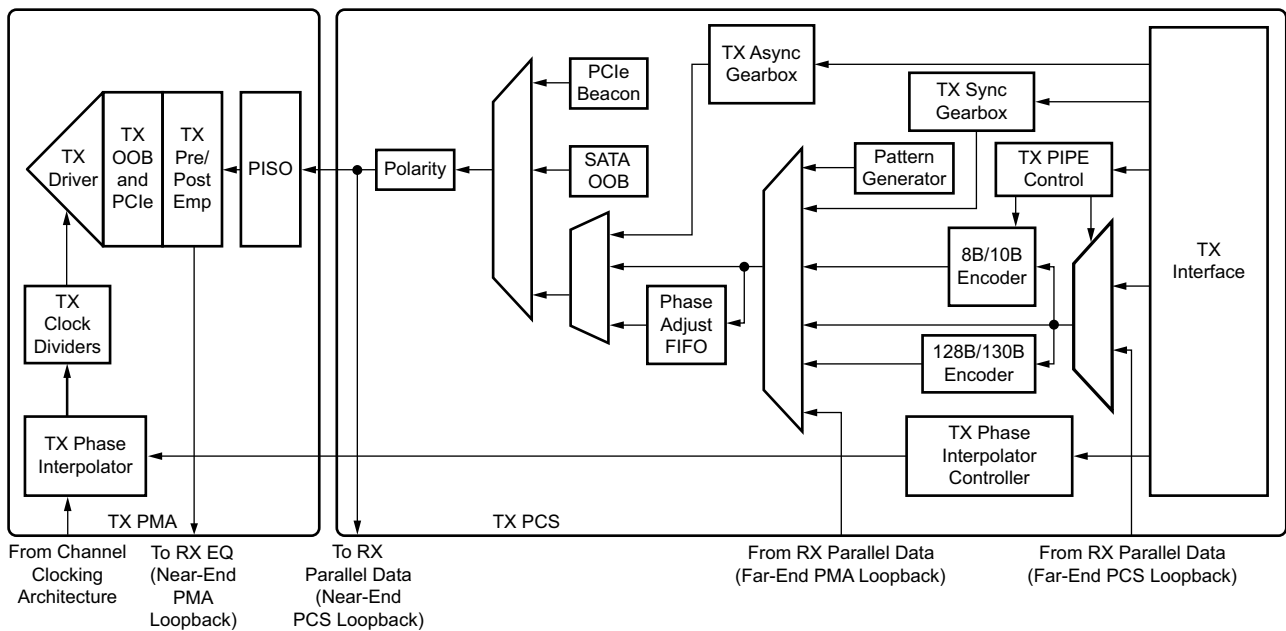 TX
Driver
TX
OOB
and
PCIe
TX
Pre/
Post
Emp
PISO
TX
Clock
Dividers
TX Phase
Interpolator
TX PMA
Polarity
PCIe
Beacon
SATA
OOB
TX Async
Gearbox
TX Sync
Gearbox
Pattern
Generator
TX PIPE
Control
8B/10B
Encoder
Phase
Adjust
FIFO
128B/130B
Encoder
TX Phase
Interpolator
Controller
TX
Interface
TX PCS
From Channel
Clocking
Architecture
To RX EQ
(Near-End
PMA
Loopback)
To RX
Parallel Data
(Near-End
PCS Loopback)
From RX Parallel Data
(Far-End PMA Loopback)
From RX Parallel Data
(Far-End PCS Loopback)